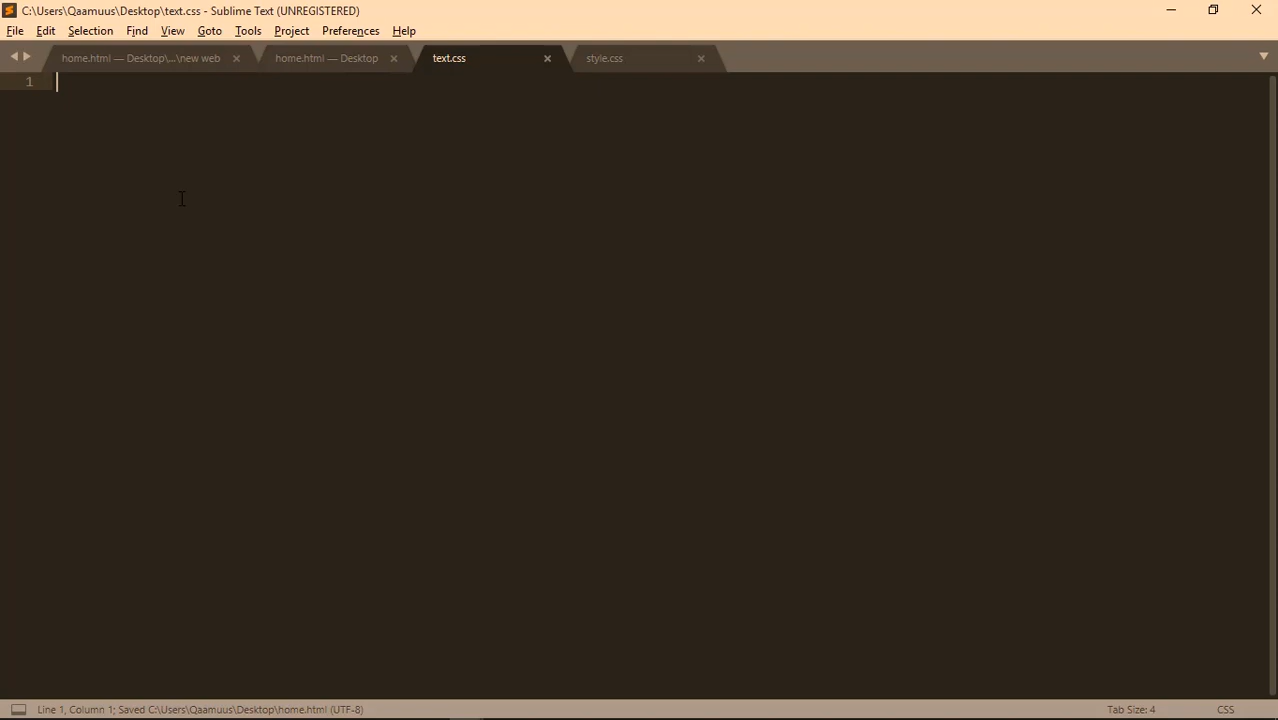 C:\Users\Qaamuus\Desktop\text.css - Sublime Text (UNREGISTERED)
File Edit Selection Find View Goto Tools Project Preferences Help
home.html — Desktop\...\new web home.html — Desktop text.css style.css
1
Line 1, Column 1; Saved C:\Users\Qaamuus\Desktop\home.html (UTF-8) Tab Size: 4 CSS